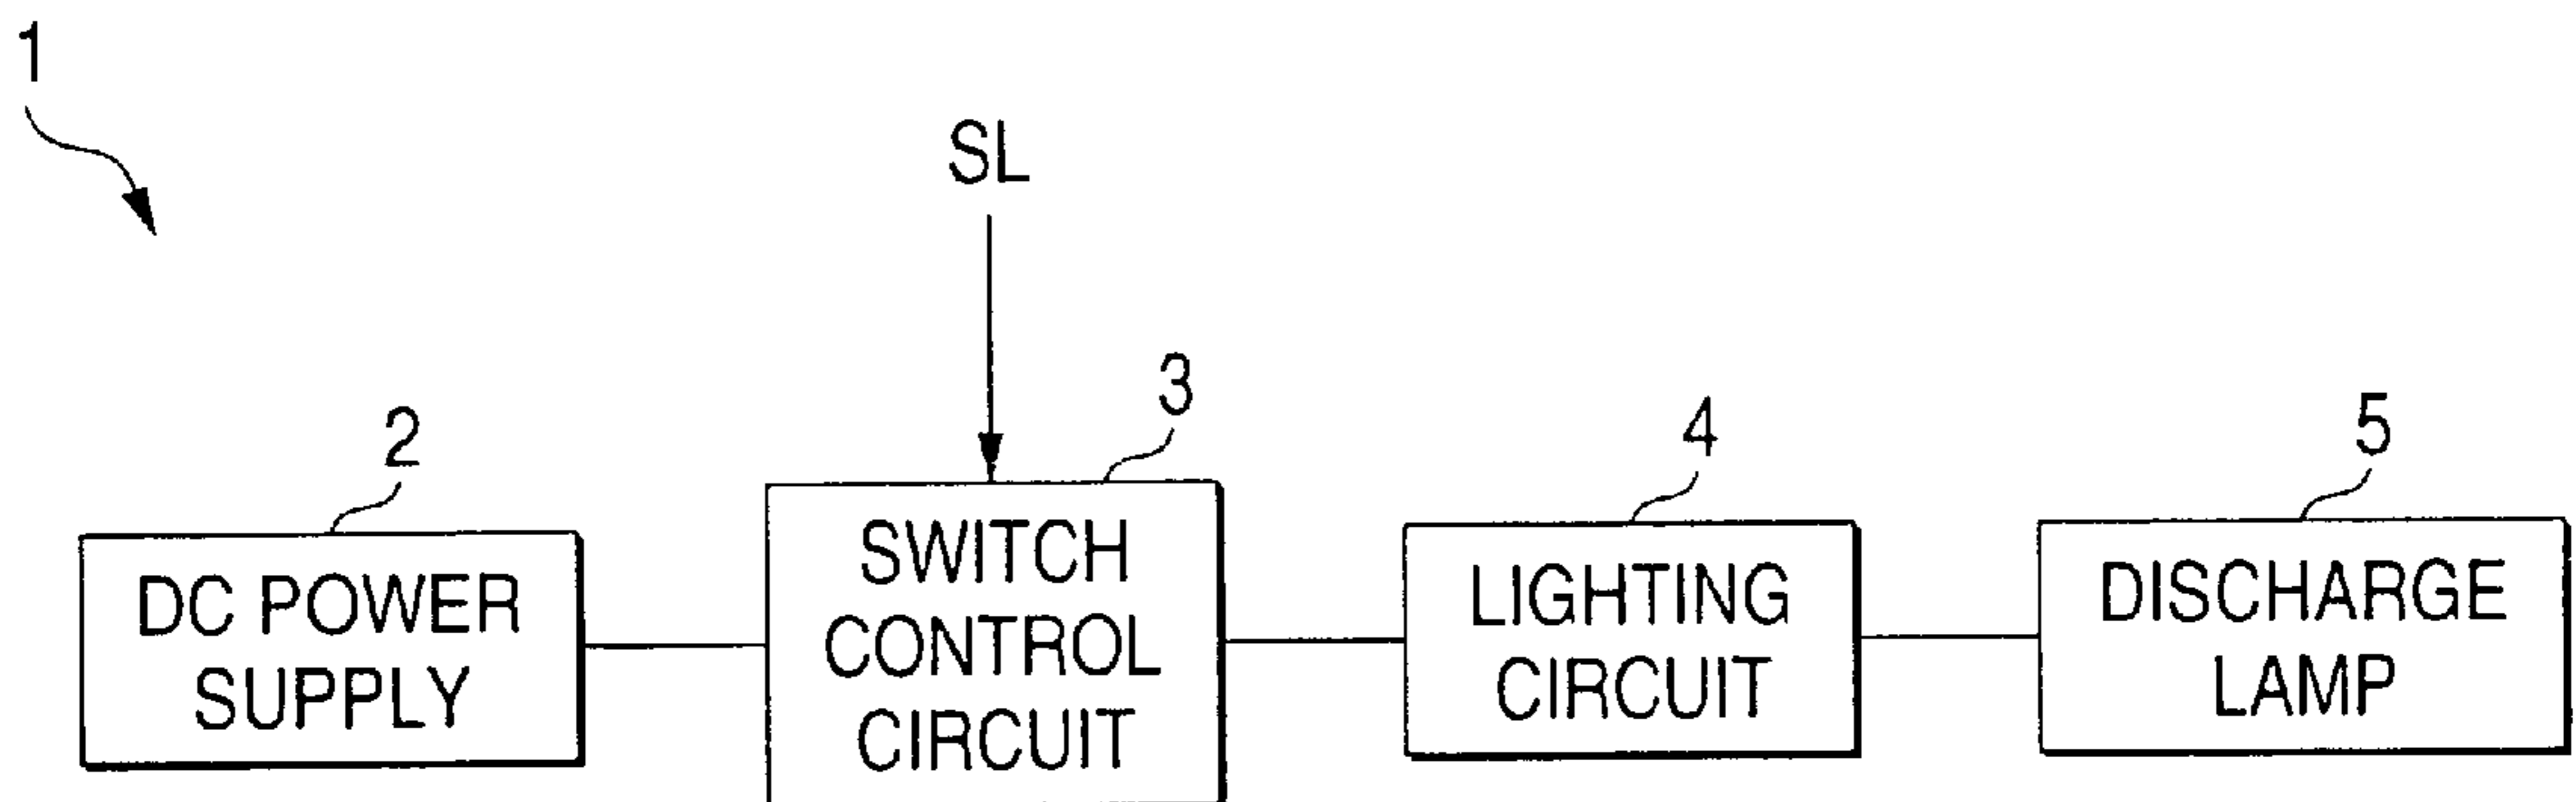 1
SL
2
3
4
5
DC POWER
SUPPLY
SWITCH
CONTROL
CIRCUIT
LIGHTING
CIRCUIT
DISCHARGE
LAMP